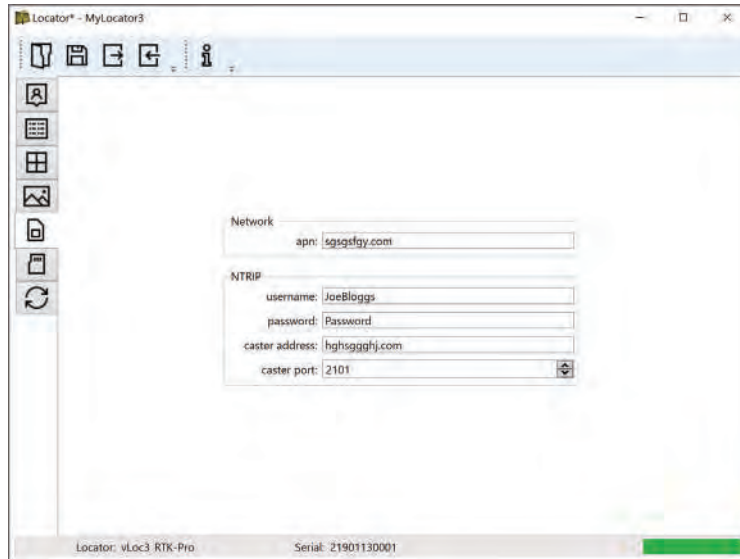 Locator* - MyLocator3
Network
apn: sgsgsfgy.com
NTRIP
username: JoeBloggs
password: Password
caster address: hghsggghj.com
caster port: 2101
Locator: vLoc3 RTK-Pro Serial: 21901130001